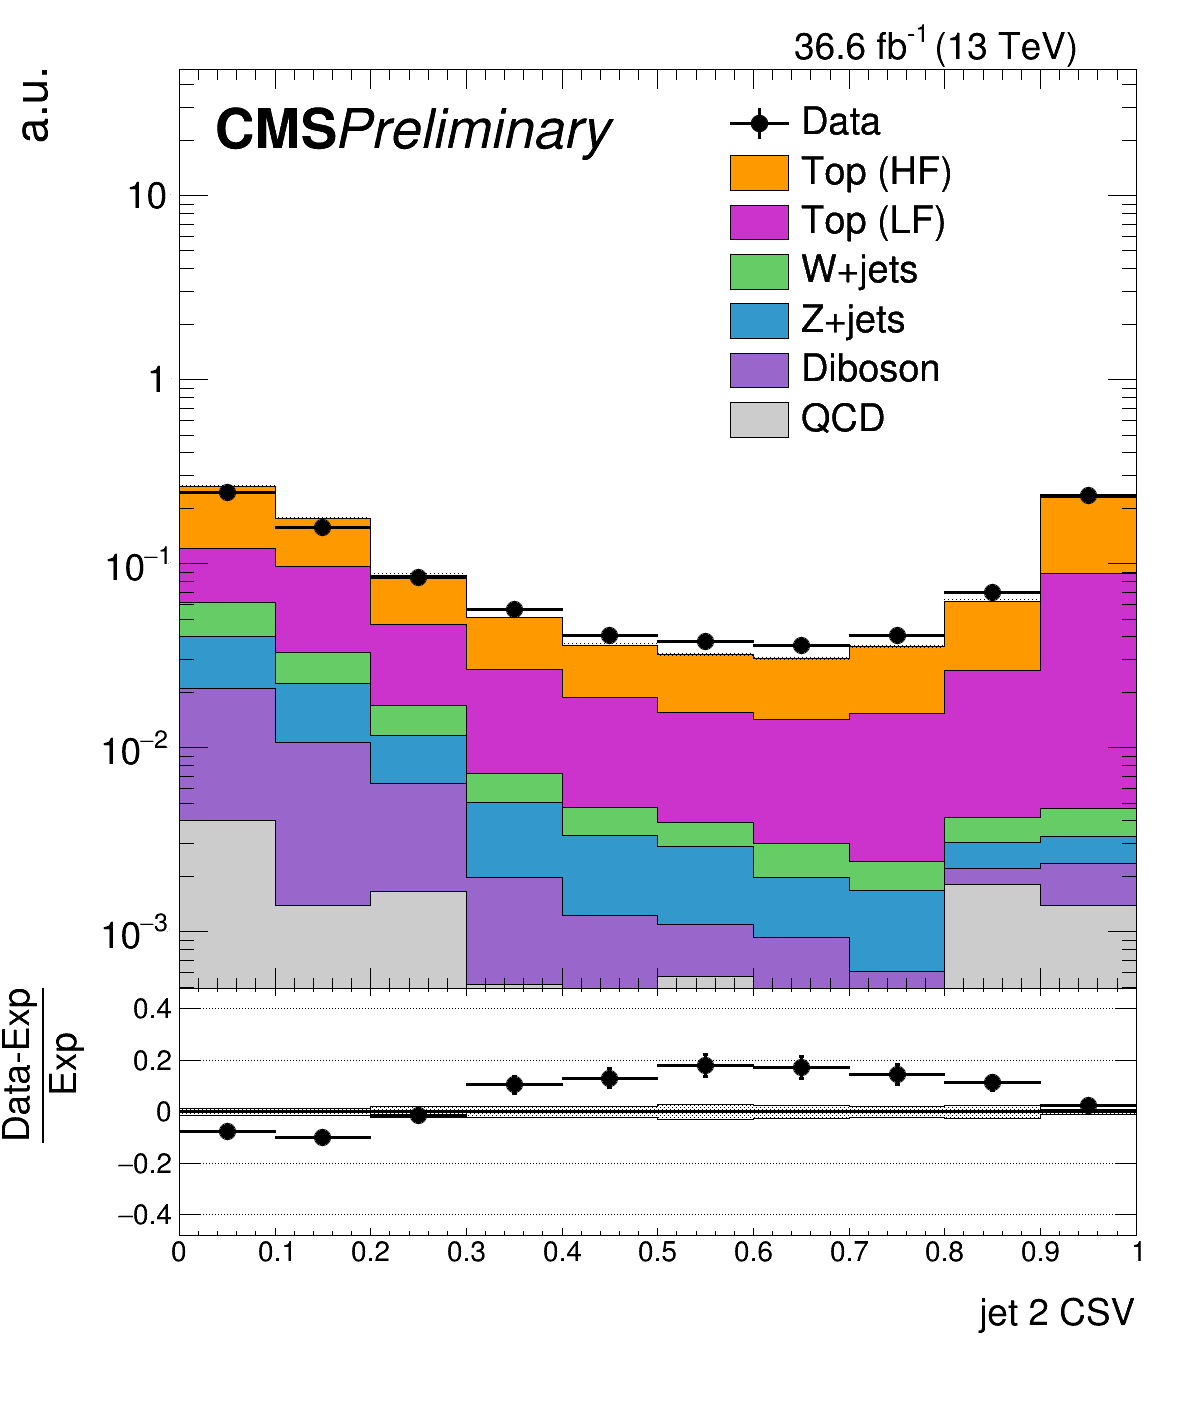 36.6 fb-1 (13 TeV)
a.u.
CMS Preliminary
Data
Top (HF)
Top (LF)
W+jets
Z+jets
Diboson
QCD
10
1
10−1
10−2
10−3
Data-Exp
Exp
0.4
0.2
0
−0.2
−0.4
0 0.1 0.2 0.3 0.4 0.5 0.6 0.7 0.8 0.9 1
jet 2 CSV